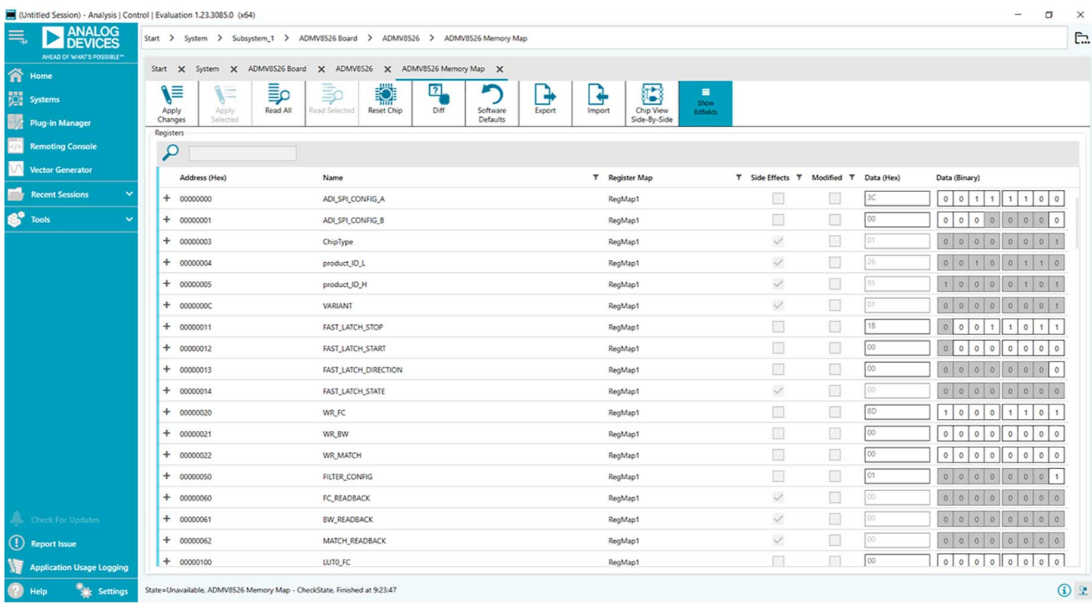 (Untitled Session) - Analysis | Control | Evaluation 1.23.3085.0 (x64)
ANALOG
DEVICES
AHEAD OF WHAT'S POSSIBLE™
Start > System > Subsystem_1 > ADMV8526 Board > ADMV8526 > ADMV8526 Memory Map
Home
Systems
Plug-in Manager
Remoting Console
Vector Generator
Recent Sessions
Tools
Check For Updates
Report Issue
Application Usage Logging
Help Settings
Start System ADMV8526 Board ADMV8526 ADMV8526 Memory Map
Apply Changes
Apply Selected
Read All
Read Selected
Reset Chip
Diff
Software Defaults
Export
Import
Chip View Side-By-Side
Show Bitfields
Registers
Address (Hex) Name Register Map Side Effects Modified Data (Hex) Data (Binary)
+ 00000000 ADI_SPI_CONFIG_A RegMap1 3C 0 0 1 1 1 1 0 0
+ 00000001 ADI_SPI_CONFIG_B RegMap1 00 0 0 0 0 0 0 0 0
+ 00000003 ChipType RegMap1 01 0 0 0 0 0 0 0 1
+ 00000004 product_ID_L RegMap1 26 0 0 1 0 0 1 1 0
+ 00000005 product_ID_H RegMap1 85 1 0 0 0 0 1 0 1
+ 0000000C VARIANT RegMap1 01 0 0 0 0 0 0 0 1
+ 00000011 FAST_LATCH_STOP RegMap1 1B 0 0 0 1 1 0 1 1
+ 00000012 FAST_LATCH_START RegMap1 00 0 0 0 0 0 0 0 0
+ 00000013 FAST_LATCH_DIRECTION RegMap1 00 0 0 0 0 0 0 0 0
+ 00000014 FAST_LATCH_STATE RegMap1 00 0 0 0 0 0 0 0 0
+ 00000020 WR_FC RegMap1 8D 1 0 0 0 1 1 0 1
+ 00000021 WR_BW RegMap1 00 0 0 0 0 0 0 0 0
+ 00000022 WR_MATCH RegMap1 00 0 0 0 0 0 0 0 0
+ 00000050 FILTER_CONFIG RegMap1 01 0 0 0 0 0 0 0 1
+ 00000060 FC_READBACK RegMap1 00 0 0 0 0 0 0 0 0
+ 00000061 BW_READBACK RegMap1 00 0 0 0 0 0 0 0 0
+ 00000062 MATCH_READBACK RegMap1 00 0 0 0 0 0 0 0 0
+ 00000100 LUT0_FC RegMap1 00 0 0 0 0 0 0 0 0
State=Unavailable, ADMV8526 Memory Map - CheckState, Finished at 9:23:47